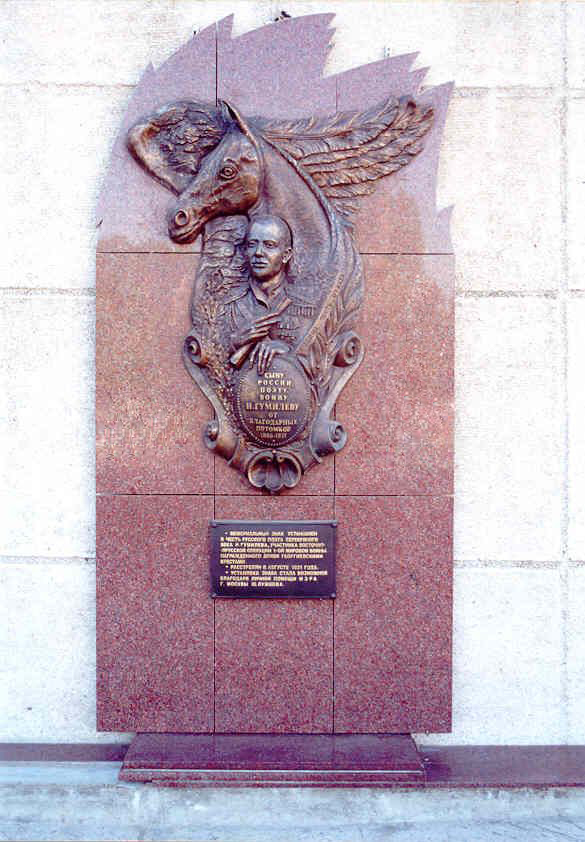 СЫНУ
РОССИИ
ПОЭТУ,
ВОИНУ
Н.ГУМИЛЕВУ
ОТ
БЛАГОДАРНЫХ
ПОТОМКОВ
1886-1921
• МЕМОРИАЛЬНЫЙ ЗНАК УСТАНОВЛЕН
В ЧЕСТЬ РУССКОГО ПОЭТА СЕРЕБРЯНОГО
ВЕКА Н.ГУМИЛЕВА, УЧАСТНИКА ВОСТОЧНО-
ПРУССКОЙ ОПЕРАЦИИ 1-ОЙ МИРОВОЙ ВОЙНЫ
НАГРАЖДЕННОГО ДВУМЯ ГЕОРГИЕВСКИМИ
КРЕСТАМИ.
• РАССТРЕЛЯН В АВГУСТЕ 1921 ГОДА.
• УСТАНОВКА ЗНАКА СТАЛА ВОЗМОЖНОЙ
БЛАГОДАРЯ ЛИЧНОЙ ПОМОЩИ МЭРА
Г. МОСКВЫ Ю.ЛУЖКОВА.